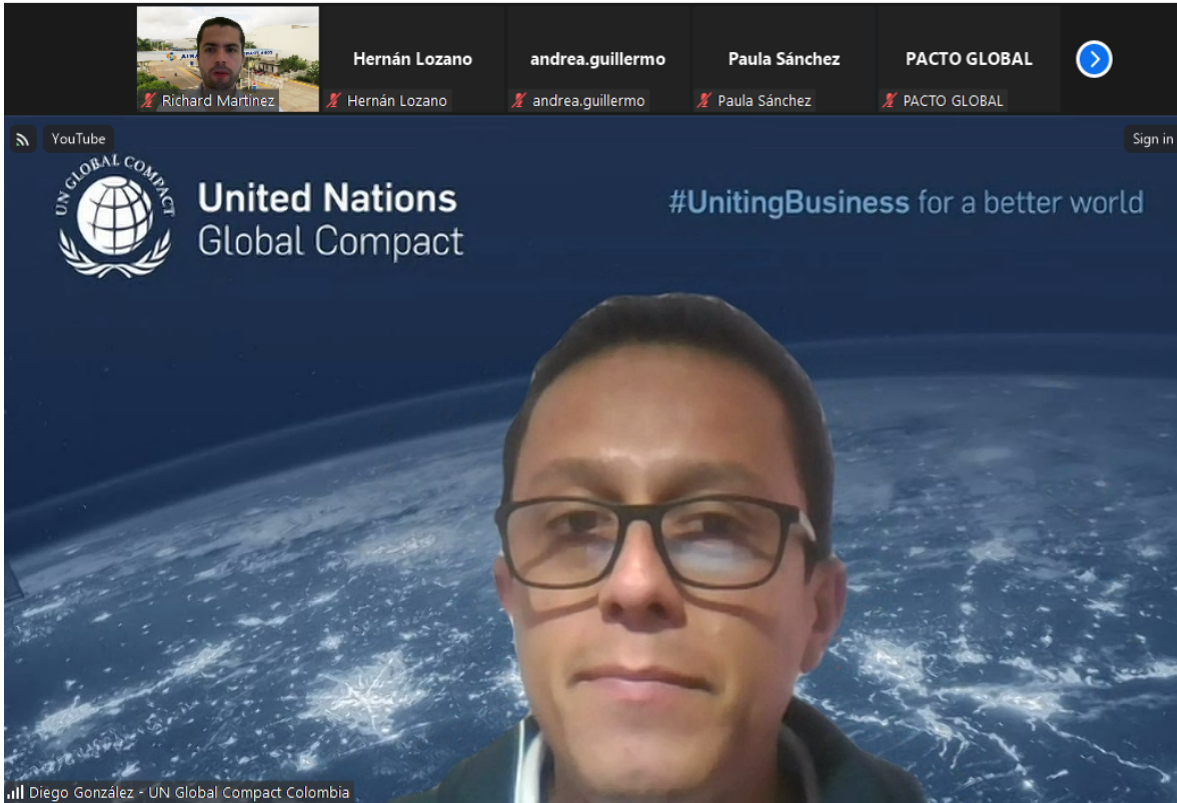 Hernán Lozano
andrea.guillermo
Paula Sánchez
PACTO GLOBAL
Richard Martinez
Hernán Lozano
andrea.guillermo
Paula Sánchez
PACTO GLOBAL
YouTube
Sign in
UN GLOBAL COMPACT
United Nations
Global Compact
#UnitingBusiness for a better world
Diego González - UN Global Compact Colombia